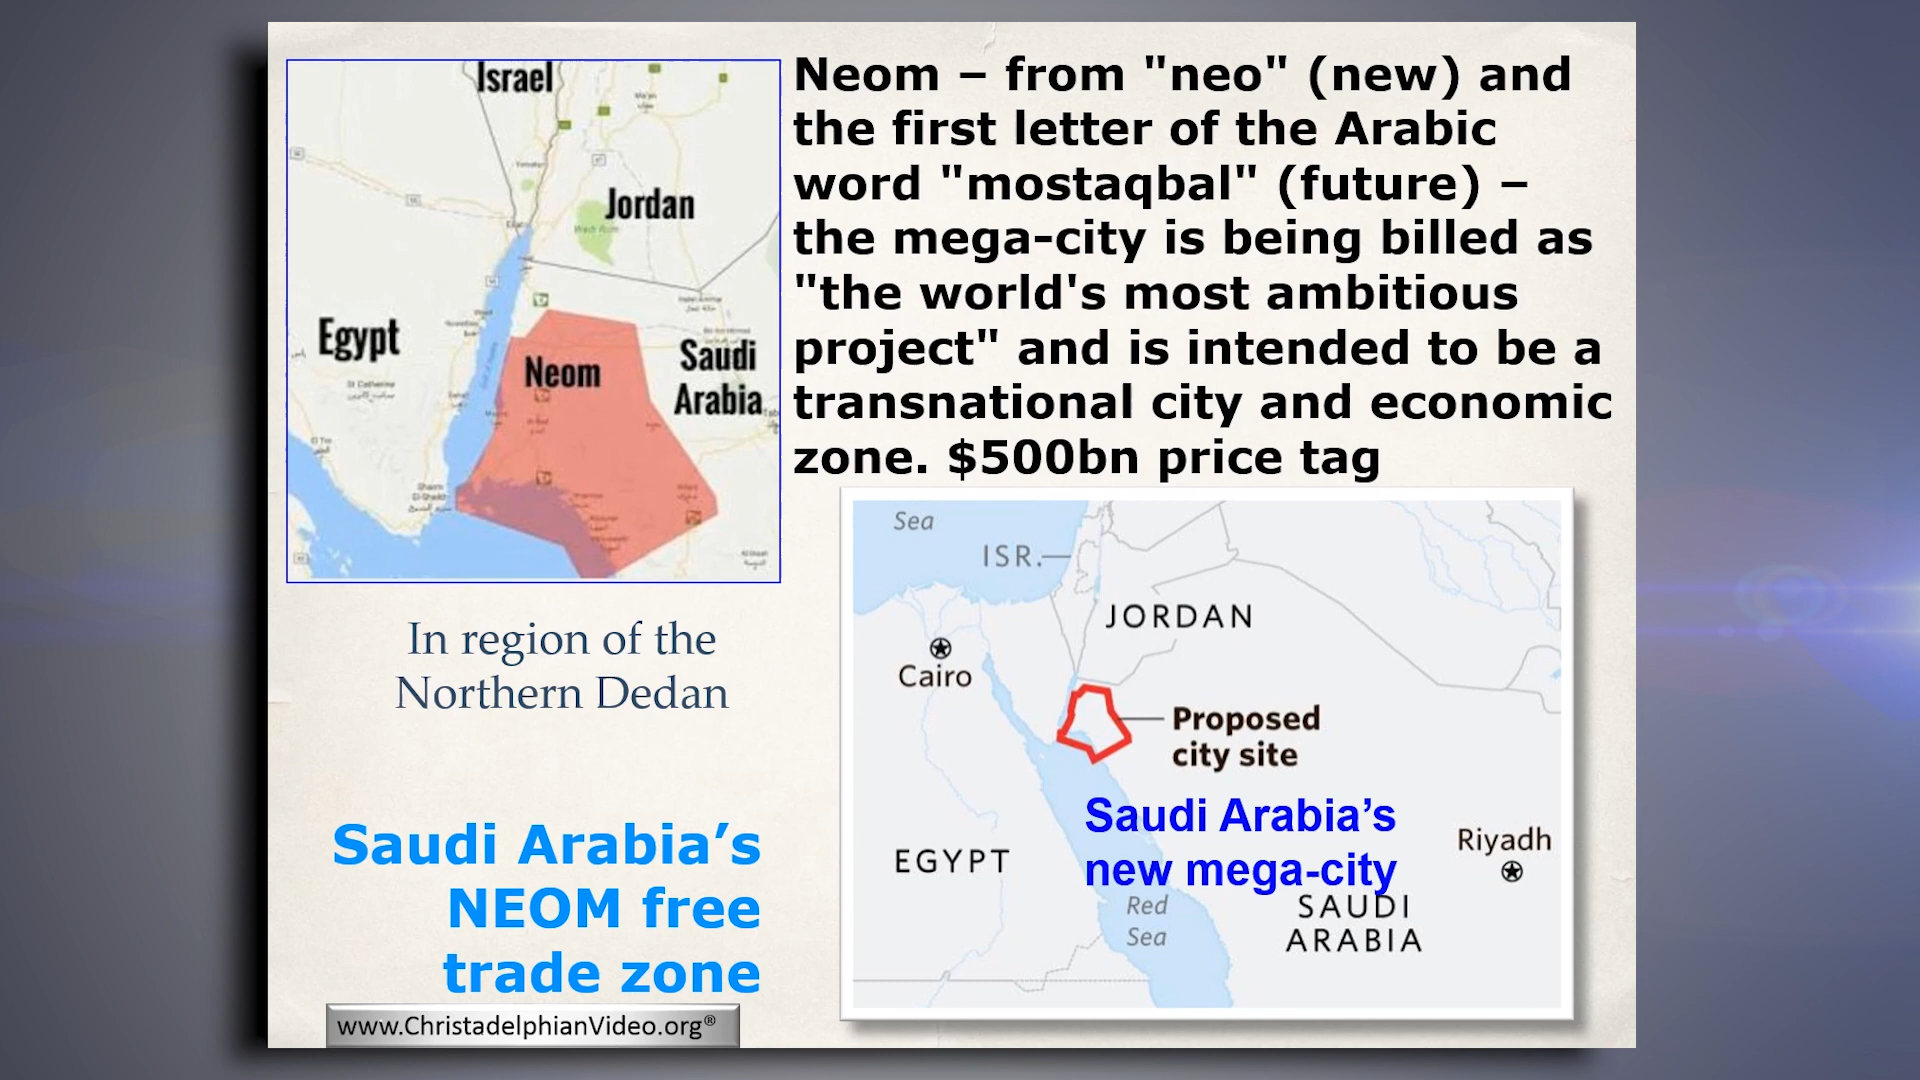 Israel
Jordan
Wadi Rum
Egypt
Neom
Saudi
Arabia
Neom – from "neo" (new) and
the first letter of the Arabic
word "mostaqbal" (future) –
the mega-city is being billed as
"the world's most ambitious
project" and is intended to be a
transnational city and economic
zone. $500bn price tag
In region of the
Northern Dedan
Saudi Arabia’s
NEOM free
trade zone
www.ChristadelphianVideo.org®
Sea
ISR.
JORDAN
Cairo
Proposed
city site
Saudi Arabia’s
new mega-city
Riyadh
EGYPT
Red
Sea
SAUDI
ARABIA